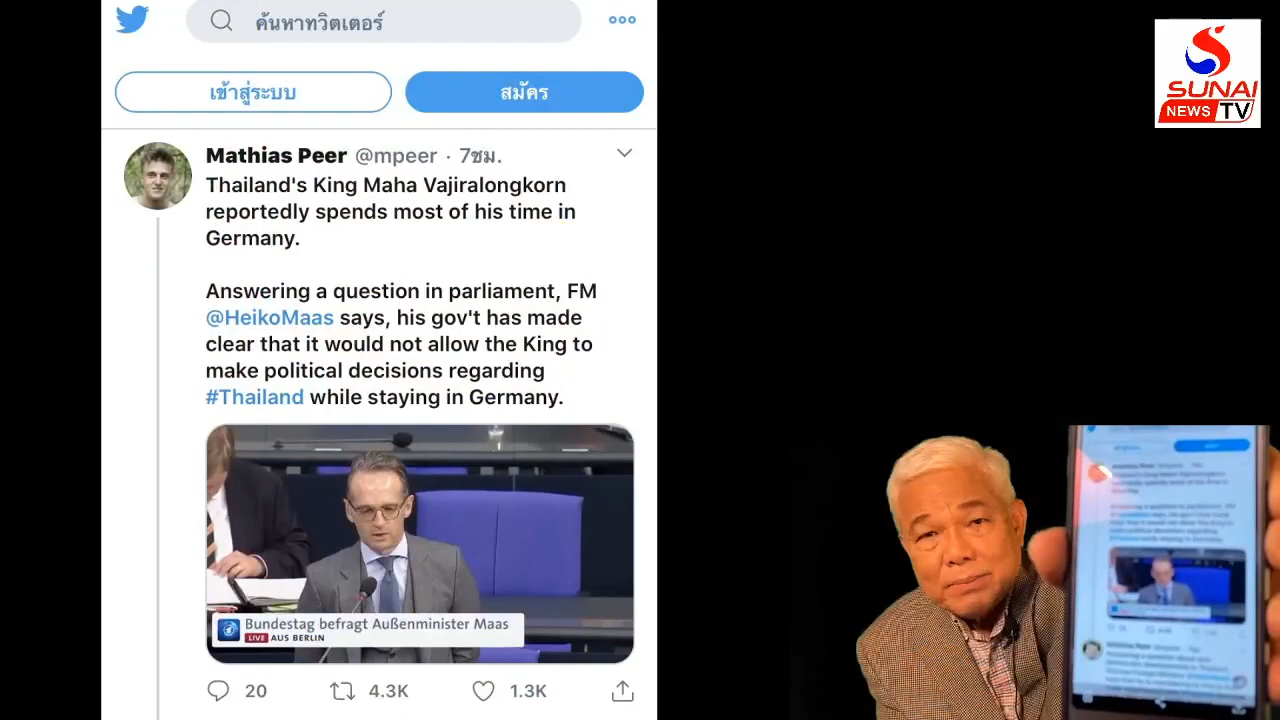 ค้นหาทวิตเตอร์
เข้าสู่ระบบ
สมัคร
Mathias Peer @mpeer · 7ชม.
Thailand's King Maha Vajiralongkorn
reportedly spends most of his time in
Germany.
Answering a question in parliament, FM
@HeikoMaas says, his gov't has made
clear that it would not allow the King to
make political decisions regarding
#Thailand while staying in Germany.
Bundestag befragt Außenminister Maas
LIVE AUS BERLIN
20
4.3K
1.3K
SUNAI
NEWS TV